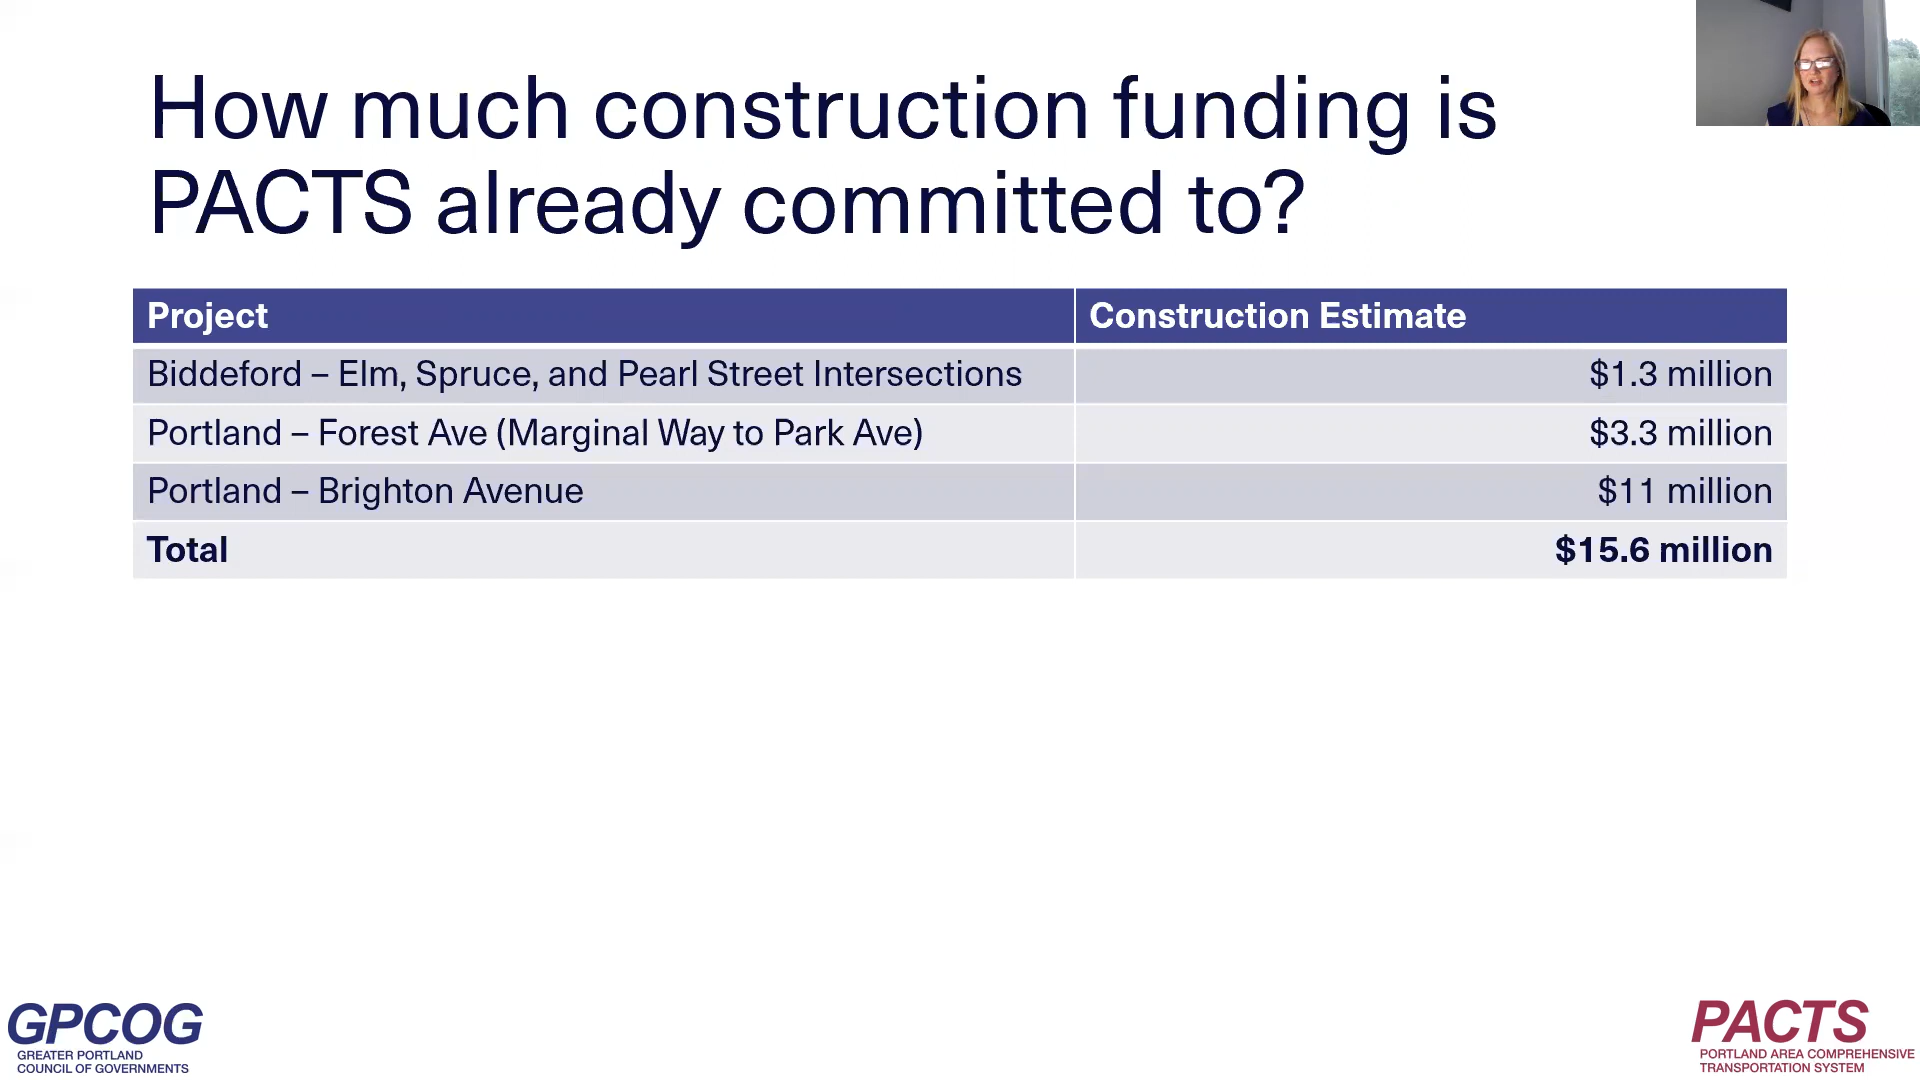 How much construction funding is
PACTS already committed to?
Project Construction Estimate
Biddeford – Elm, Spruce, and Pearl Street Intersections $1.3 million
Portland – Forest Ave (Marginal Way to Park Ave) $3.3 million
Portland – Brighton Avenue $11 million
Total $15.6 million
GPCOG
GREATER PORTLAND
COUNCIL OF GOVERNMENTS
PACTS
PORTLAND AREA COMPREHENSIVE
TRANSPORTATION SYSTEM